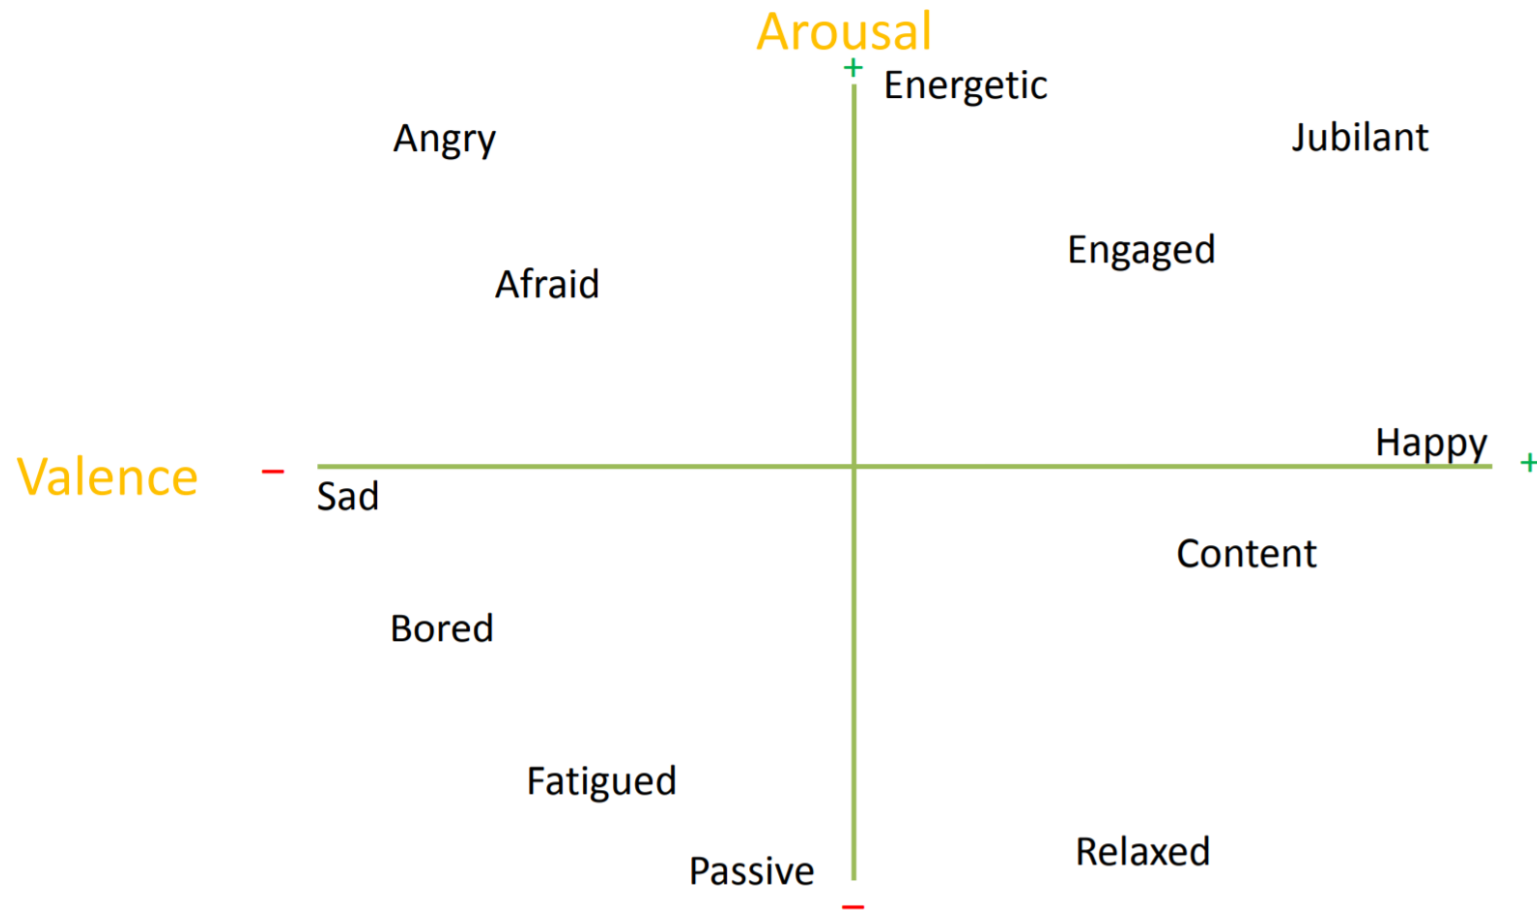 Arousal
+
Energetic
Angry
Jubilant
Engaged
Afraid
Happy
Valence
–
+
Sad
Content
Bored
Fatigued
Relaxed
Passive
–